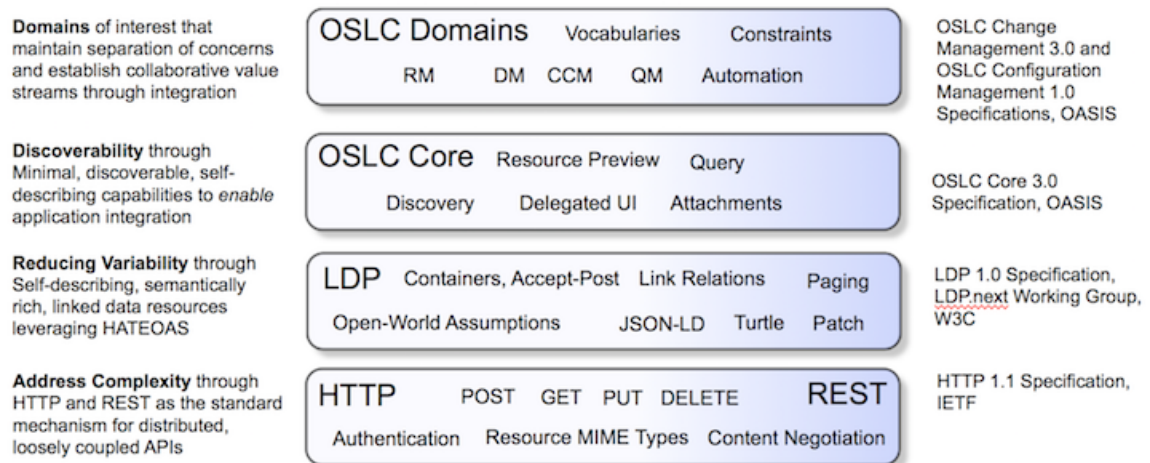 Domains of interest that
maintain separation of concerns
and establish collaborative value
streams through integration
OSLC Domains Vocabularies Constraints
RM DM CCM QM Automation
OSLC Change
Management 3.0 and
OSLC Configuration
Management 1.0
Specifications, OASIS
Discoverability through
Minimal, discoverable, self-
describing capabilities to enable
application integration
OSLC Core Resource Preview Query
Discovery Delegated UI Attachments
OSLC Core 3.0
Specification, OASIS
Reducing Variability through
Self-describing, semantically
rich, linked data resources
leveraging HATEOAS
LDP Containers, Accept-Post Link Relations Paging
Open-World Assumptions JSON-LD Turtle Patch
LDP 1.0 Specification,
LDP.next Working Group,
W3C
Address Complexity through
HTTP and REST as the standard
mechanism for distributed,
loosely coupled APIs
HTTP POST GET PUT DELETE REST
Authentication Resource MIME Types Content Negotiation
HTTP 1.1 Specification,
IETF